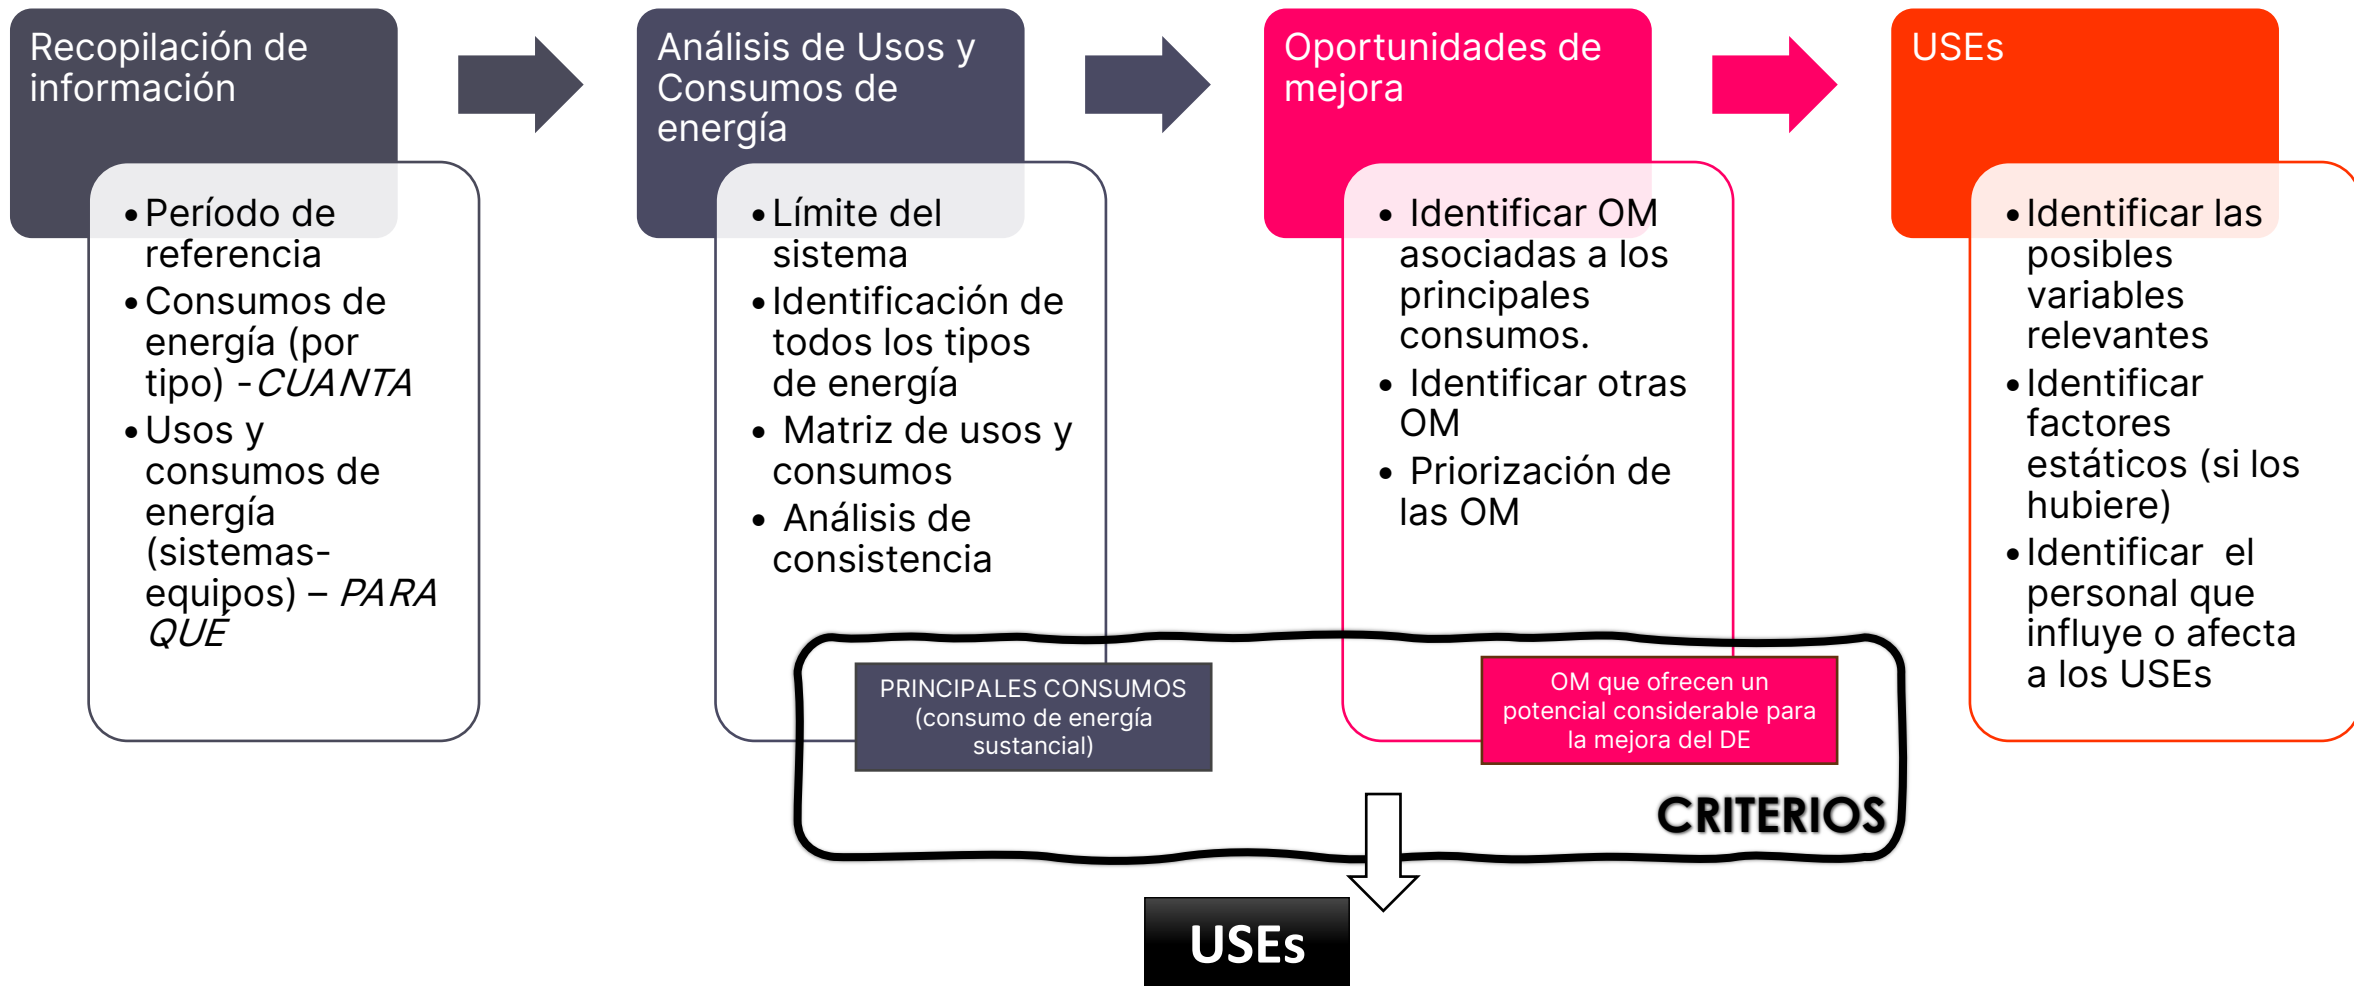 Recopilación de
información
•Período de
referencia
•Consumos de
energía (por
tipo) -CUANTA
•Usos y
consumos de
energía
(sistemas-
equipos) – PARA
QUÉ
Análisis de Usos y
Consumos de
energía
•Límite del
sistema
•Identificación de
todos los tipos
de energía
• Matriz de usos y
consumos
• Análisis de
consistencia
PRINCIPALES CONSUMOS
(consumo de energía
sustancial)
Oportunidades de
mejora
• Identificar OM
asociadas a los
principales
consumos.
• Identificar otras
OM
• Priorización de
las OM
OM que ofrecen un
potencial considerable para
la mejora del DE
USEs
•Identificar las
posibles
variables
relevantes
•Identificar
factores
estáticos (si los
hubiere)
•Identificar el
personal que
influye o afecta
a los USEs
CRITERIOS
USEs